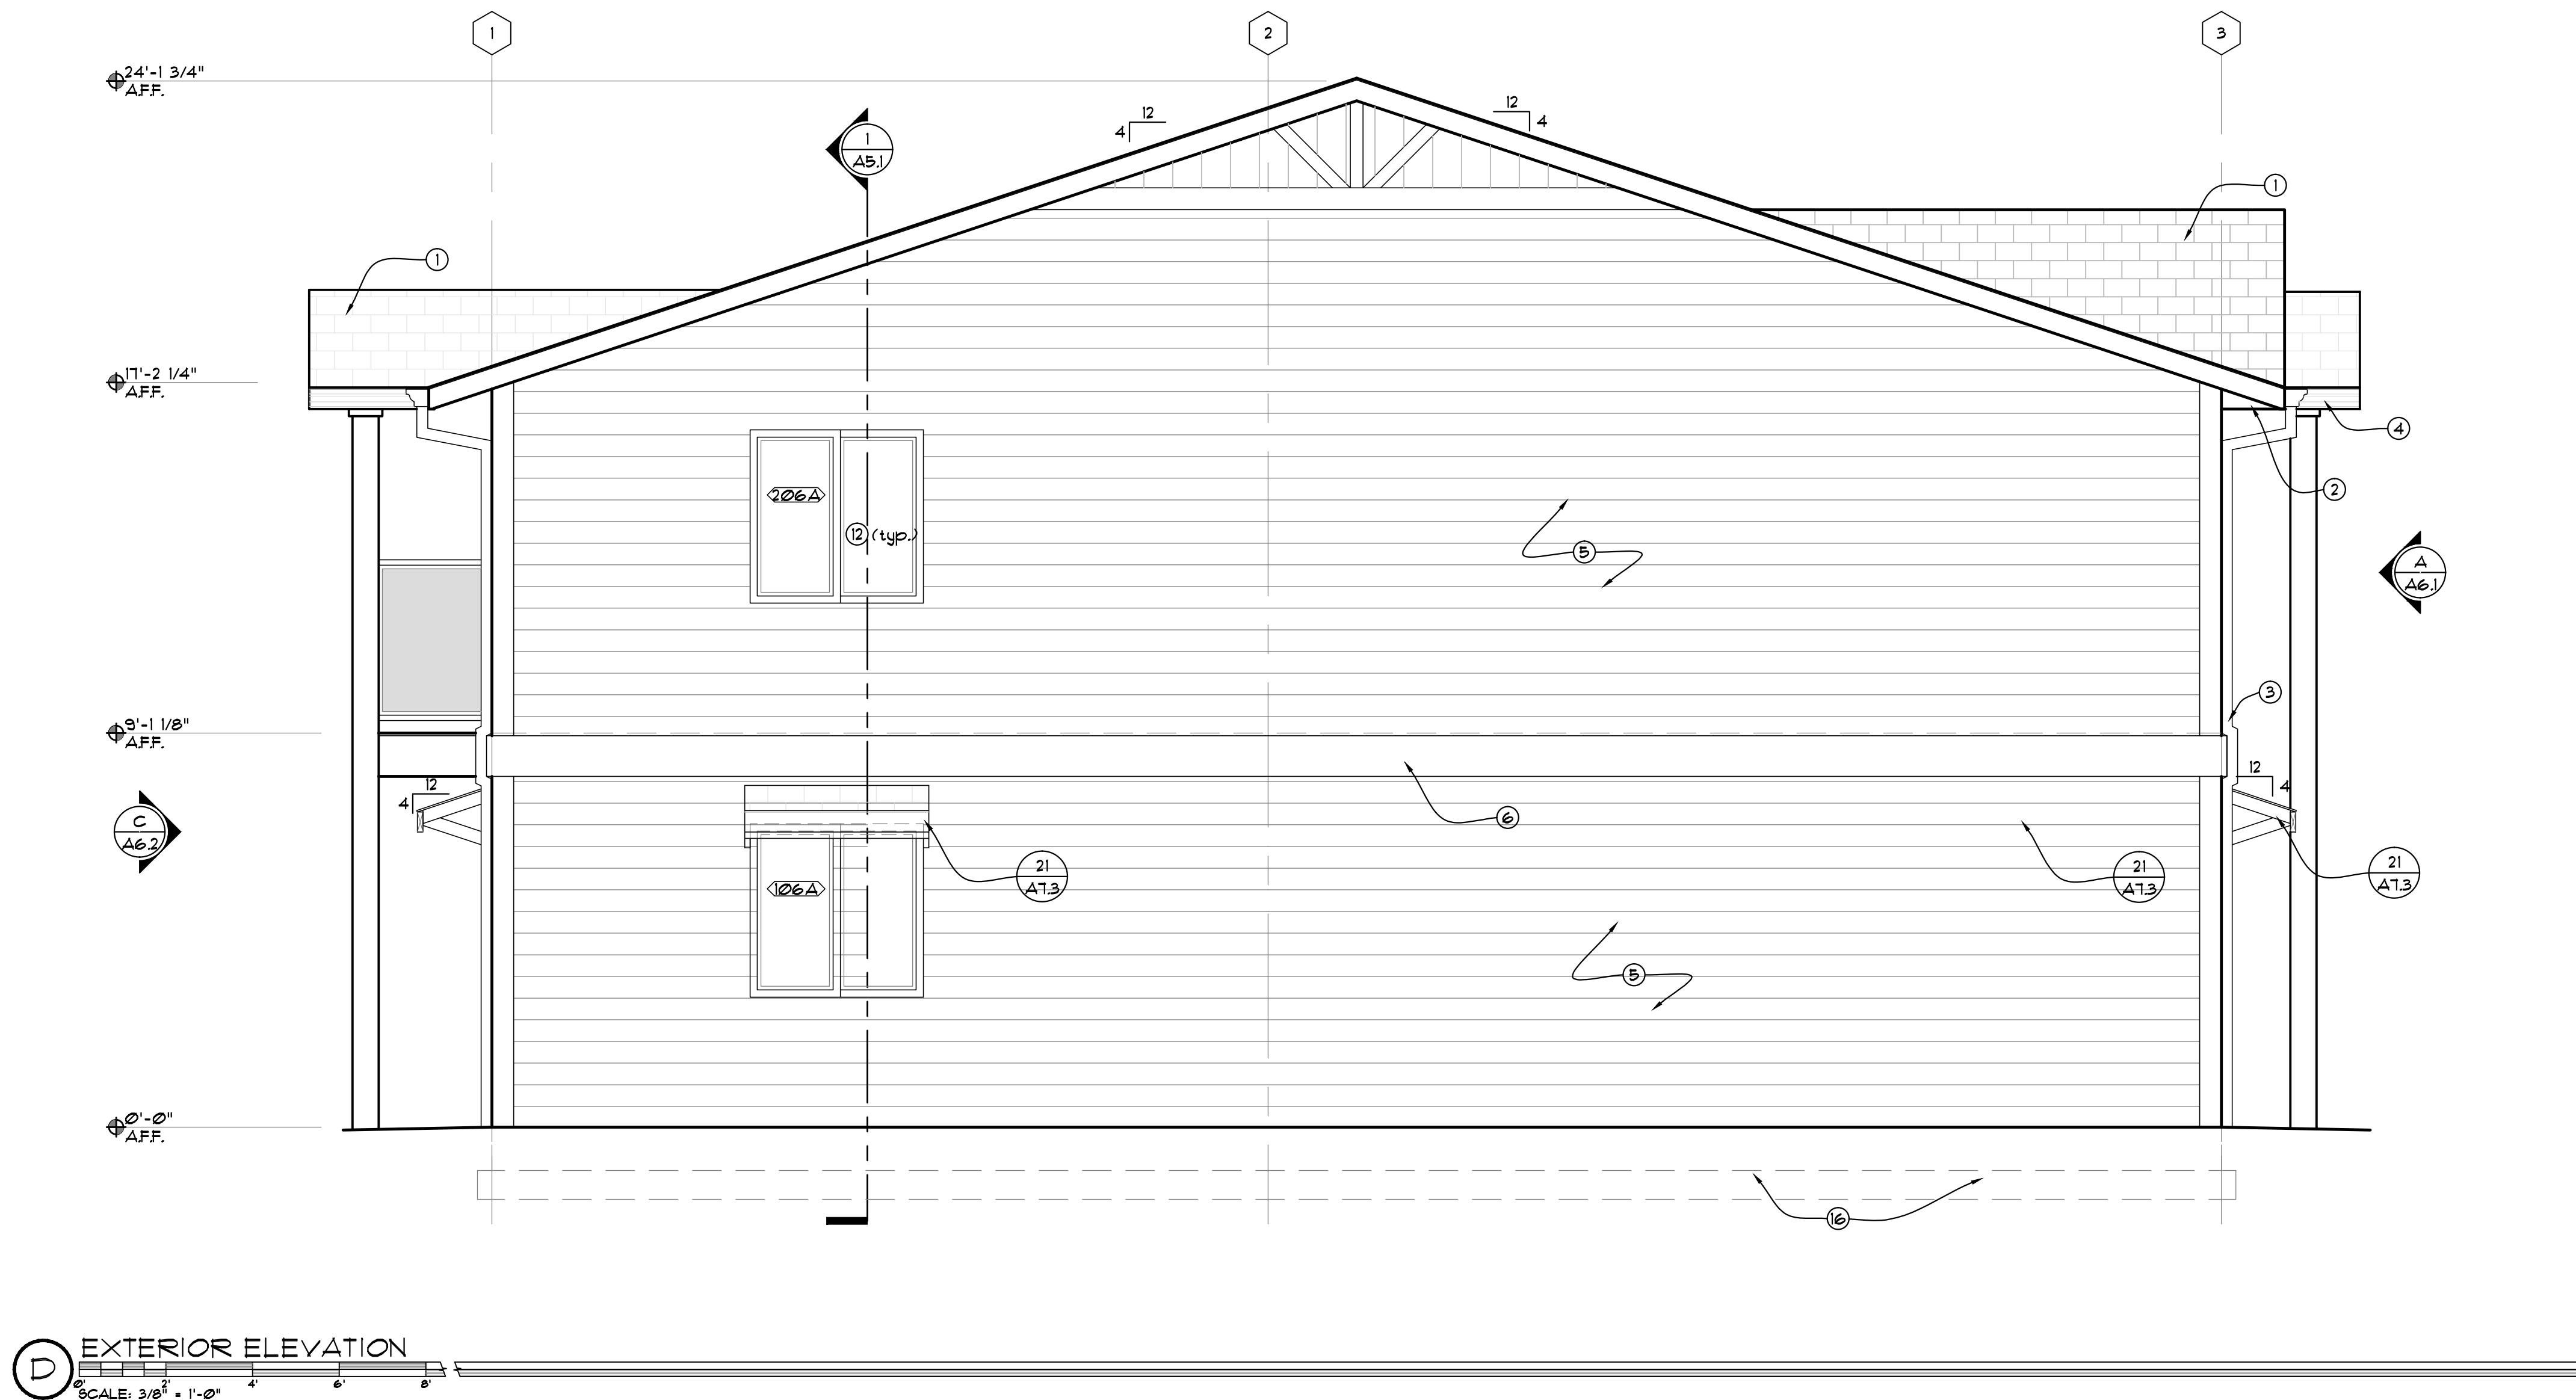 1
2
3
24'-1 3/4"
A.F.F.
12
4
12
4
1
A5.1
1
1
17'-2 1/4"
A.F.F.
4
2
206A
12 (typ.)
5
A
A6.1
3
9'-1 1/8"
A.F.F.
12
4
12
4
6
C
A6.2
21
A7.3
21
A7.3
21
A7.3
106A
5
0'-0"
A.F.F.
16
D
EXTERIOR ELEVATION
0' 2' 4' 6' 8'
SCALE: 3/8" = 1'-0"